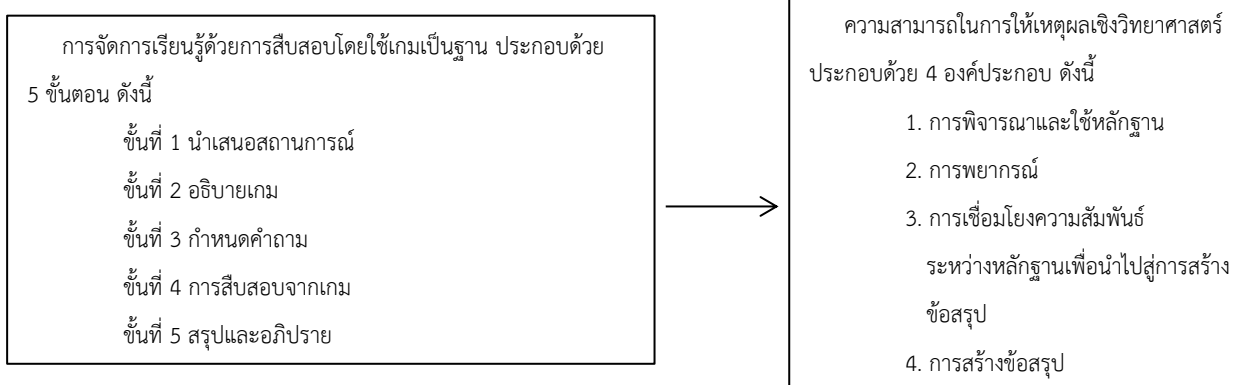 การจัดการเรียนรู้ด้วยการสืบสอบโดยใช้เกมเป็นฐาน ประกอบด้วย
5 ขั้นตอน ดังนี้
ขั้นที่ 1 นำเสนอสถานการณ์
ขั้นที่ 2 อธิบายเกม
ขั้นที่ 3 กำหนดคำถาม
ขั้นที่ 4 การสืบสอบจากเกม
ขั้นที่ 5 สรุปและอภิปราย
ความสามารถในการให้เหตุผลเชิงวิทยาศาสตร์
ประกอบด้วย 4 องค์ประกอบ ดังนี้
1. การพิจารณาและใช้หลักฐาน
2. การพยากรณ์
3. การเชื่อมโยงความสัมพันธ์
ระหว่างหลักฐานเพื่อนำไปสู่การสร้าง
ข้อสรุป
4. การสร้างข้อสรุป